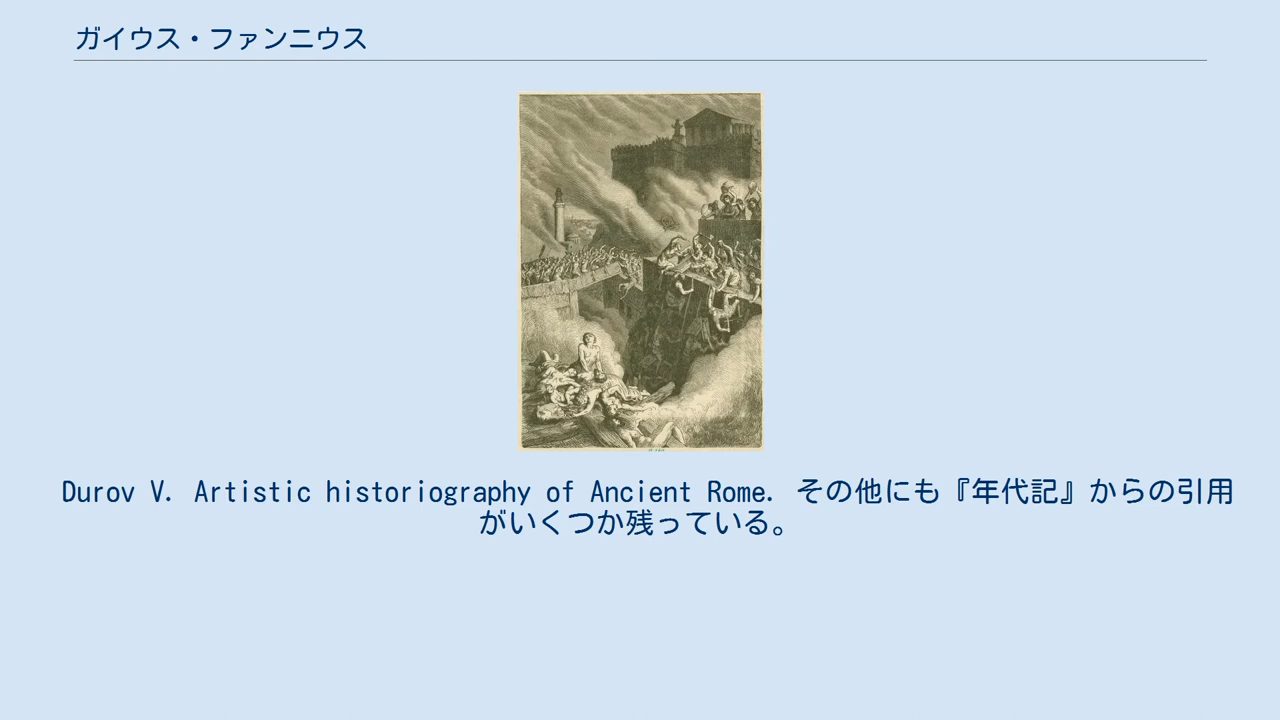 ガイウス・ファンニウス
Durov V. Artistic historiography of Ancient Rome. その他にも『年代記』からの引用
がいくつか残っている。